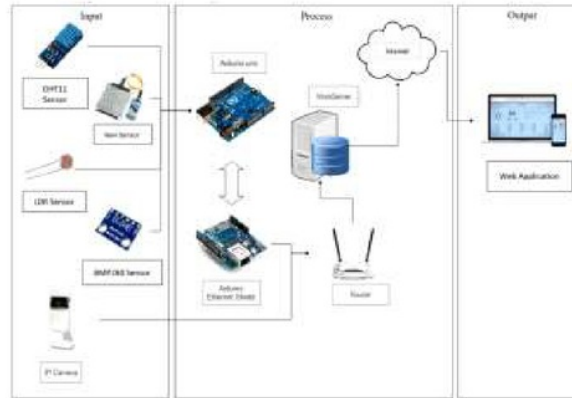 Input
Process
Output
DHT11
Sensor
Rain Sensor
LDR Sensor
BMP180 Sensor
IP Camera
Arduino uno
Arduino
Ethernet Shield
WebServer
Router
Internet
Web Application